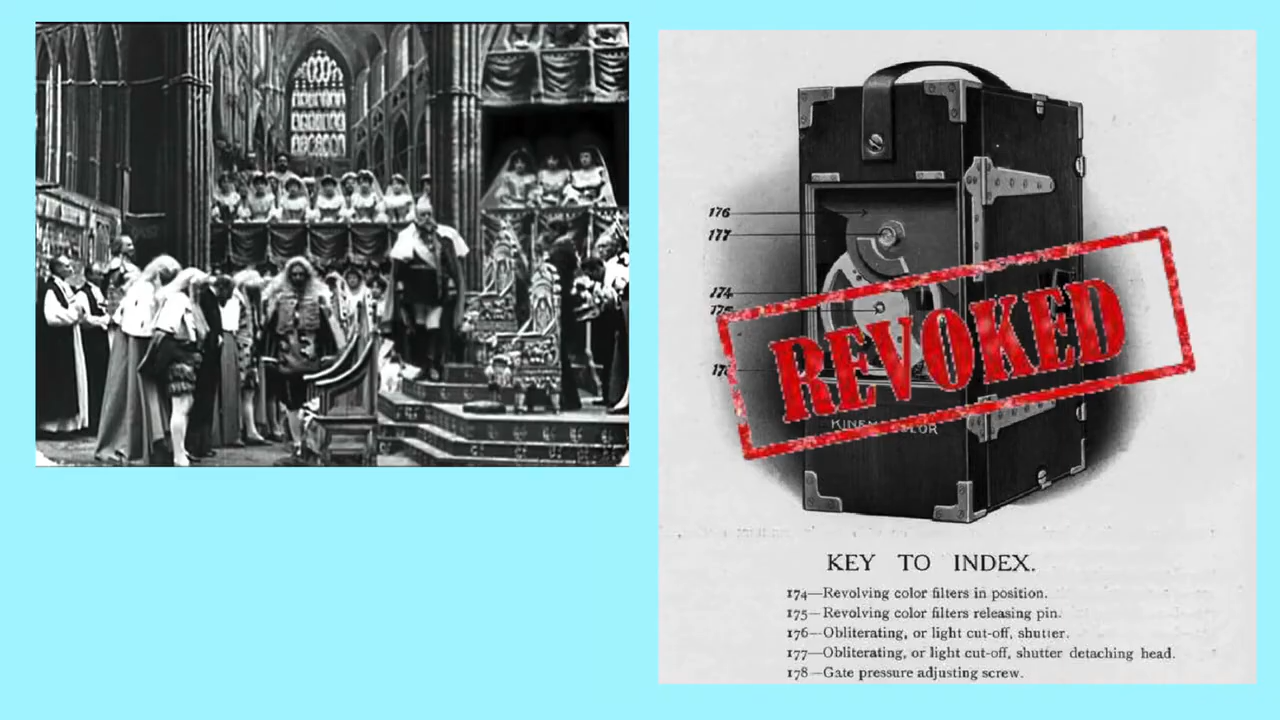 176
177
174
175
REVOKED
KINEMACOLOR
KEY TO INDEX.
174—Revolving color filters in position.
175—Revolving color filters releasing pin.
176—Obliterating, or light cut-off, shutter.
177—Obliterating, or light cut-off, shutter detaching head.
178—Gate pressure adjusting screw.